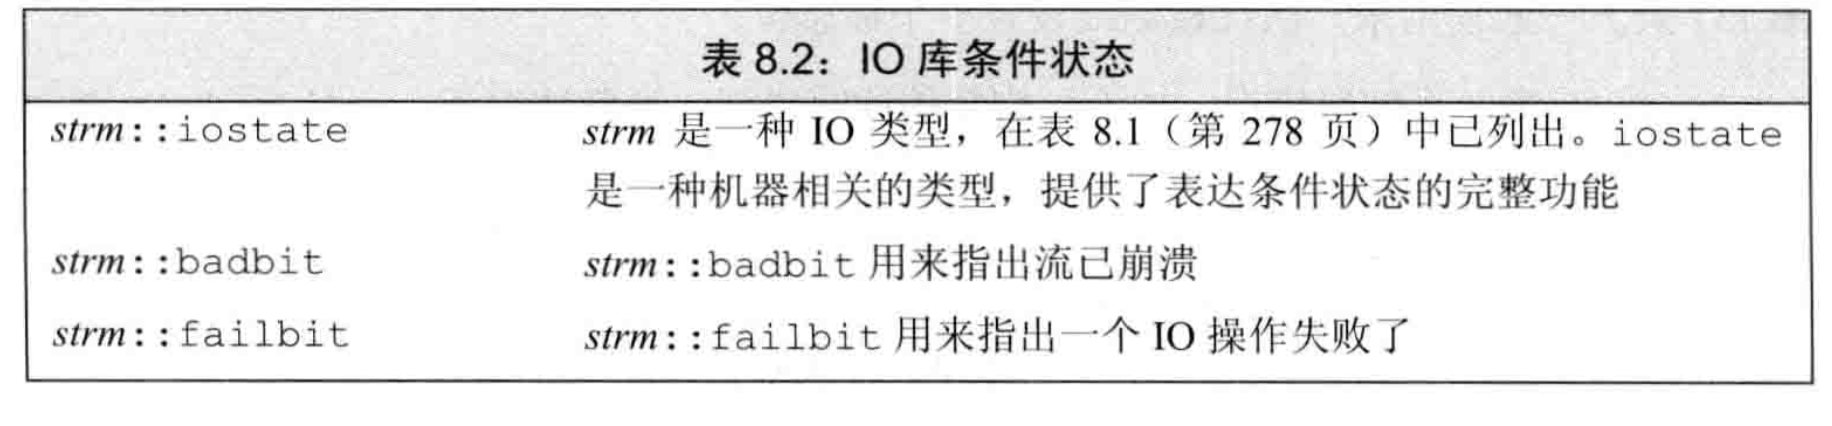 表 8.2：IO 库条件状态
strm::iostate strm 是一种 IO 类型，在表 8.1（第 278 页）中已列出。iostate
是一种机器相关的类型，提供了表达条件状态的完整功能
strm::badbit strm::badbit 用来指出流已崩溃
strm::failbit strm::failbit 用来指出一个 IO 操作失败了